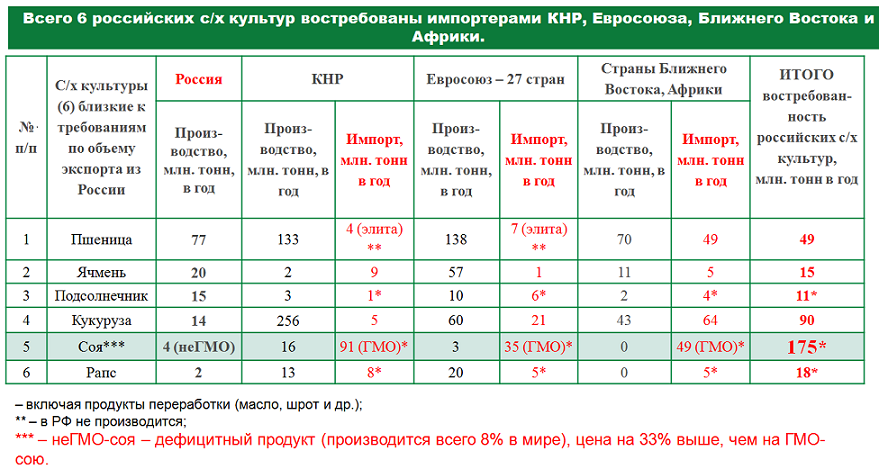 Всего 6 российских с/х культур востребованы импортерами КНР, Евросоюза, Ближнего Востока и
Африки.
№ п/п | С/х культуры (6) близкие к требованиям по объему экспорта из России | Россия | КНР | Евросоюз – 27 стран | Страны Ближнего Востока, Африки | ИТОГО востребован-ность российских с/х культур, млн. тонн в год
Произ-водство, млн. тонн, в год | Произ-водство, млн. тонн, в год | Импорт, млн. тонн в год | Произ-водство, млн. тонн, в год | Импорт, млн. тонн в год | Произ-водство, млн. тонн, в год | Импорт, млн. тонн в год
1 | Пшеница | 77 | 133 | 4 (элита) ** | 138 | 7 (элита) ** | 70 | 49 | 49
2 | Ячмень | 20 | 2 | 9 | 57 | 1 | 11 | 5 | 15
3 | Подсолнечник | 15 | 3 | 1* | 10 | 6* | 2 | 4* | 11*
4 | Кукуруза | 14 | 256 | 5 | 60 | 21 | 43 | 64 | 90
5 | Соя*** | 4 (неГМО) | 16 | 91 (ГМО)* | 3 | 35 (ГМО)* | 0 | 49 (ГМО)* | 175*
6 | Рапс | 2 | 13 | 8* | 20 | 5* | 0 | 5* | 18*
– включая продукты переработки (масло, шрот и др.);
** – в РФ не производится;
*** – неГМО-соя – дефицитный продукт (производится всего 8% в мире), цена на 33% выше, чем на ГМО-
сою.